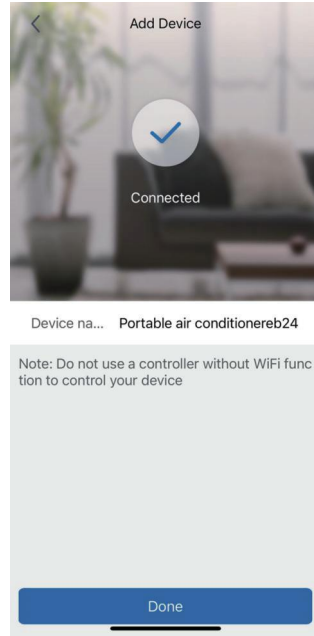 Add Device
Connected
Device na... Portable air conditionereb24
Note: Do not use a controller without WiFi func
tion to control your device
Done